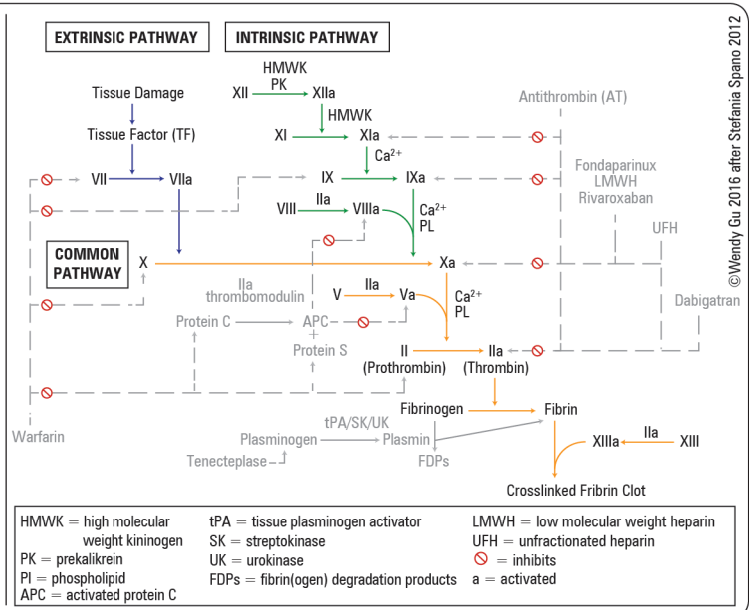 EXTRINSIC PATHWAY
INTRINSIC PATHWAY
©Wendy Gu 2016 after Stefania Spano 2012
HMWK
PK
Tissue Damage
XII
XIIa
Antithrombin (AT)
HMWK
Tissue Factor (TF)
XI
XIa
Ca²⁺
Fondaparinux
LMWH
Rivaroxaban
VII
VIIa
IX
IXa
VIII
IIa
VIIIa
Ca²⁺
PL
UFH
COMMON
PATHWAY
X
Xa
IIa
thrombomodulin
V
IIa
Va
Ca²⁺
PL
Dabigatran
Protein C
APC
+
Protein S
II
(Prothrombin)
IIa
(Thrombin)
Fibrinogen
Fibrin
Warfarin
tPA/SK/UK
Plasminogen
Plasmin
XIIIa
IIa
XIII
Tenecteplase
FDPs
Crosslinked Fribrin Clot
HMWK = high molecular
weight kininogen
PK = prekalikrein
Pl = phospholipid
APC = activated protein C
tPA = tissue plasminogen activator
SK = streptokinase
UK = urokinase
FDPs = fibrin(ogen) degradation products
LMWH = low molecular weight heparin
UFH = unfractionated heparin
= inhibits
a = activated